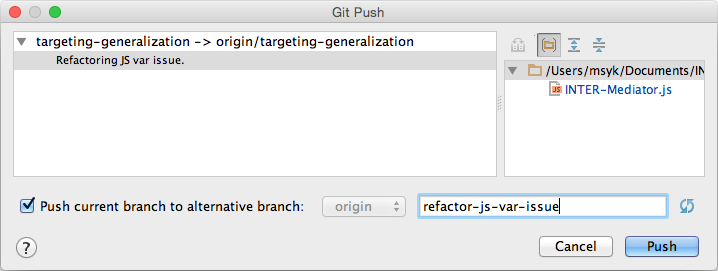 Git Push
targeting-generalization -> origin/targeting-generalization
Refactoring JS var issue.
/Users/msyk/Documents/IN
JS INTER-Mediator.js
Push current branch to alternative branch: origin refactor-js-var-issue
? Cancel Push